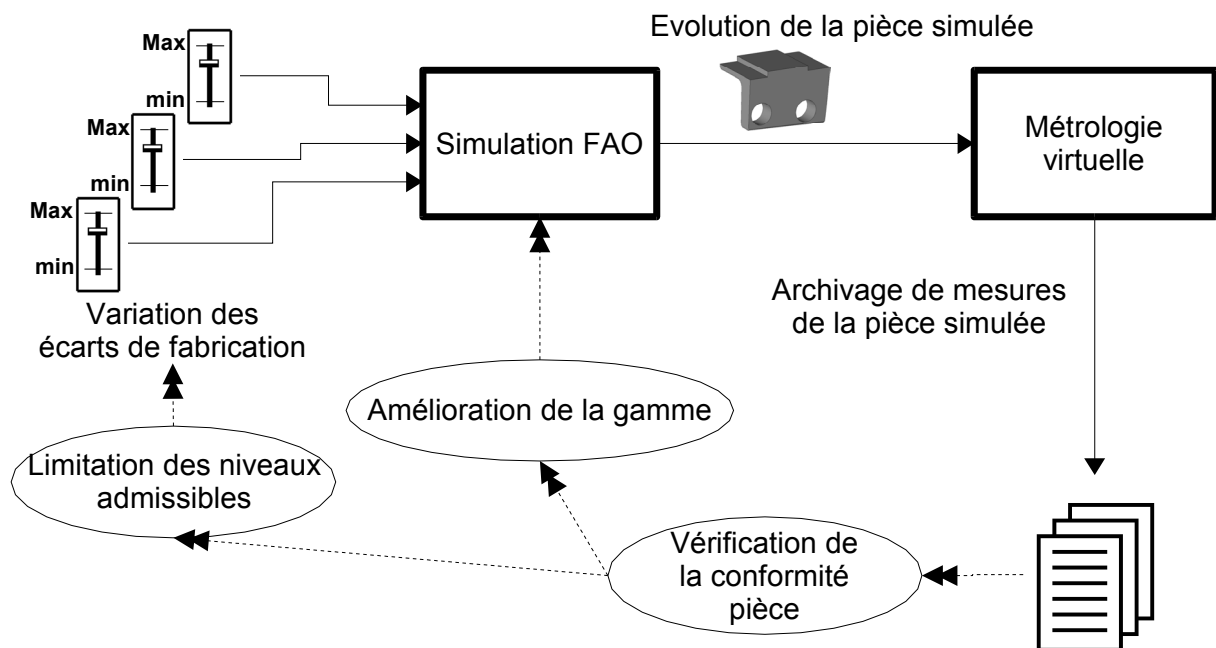 Evolution de la pièce simulée
Max
min
Max
min
Max
min
Simulation FAO
Métrologie
virtuelle
Variation des
écarts de fabrication
Archivage de mesures
de la pièce simulée
Amélioration de la gamme
Limitation des niveaux
admissibles
Vérification de
la conformité
pièce